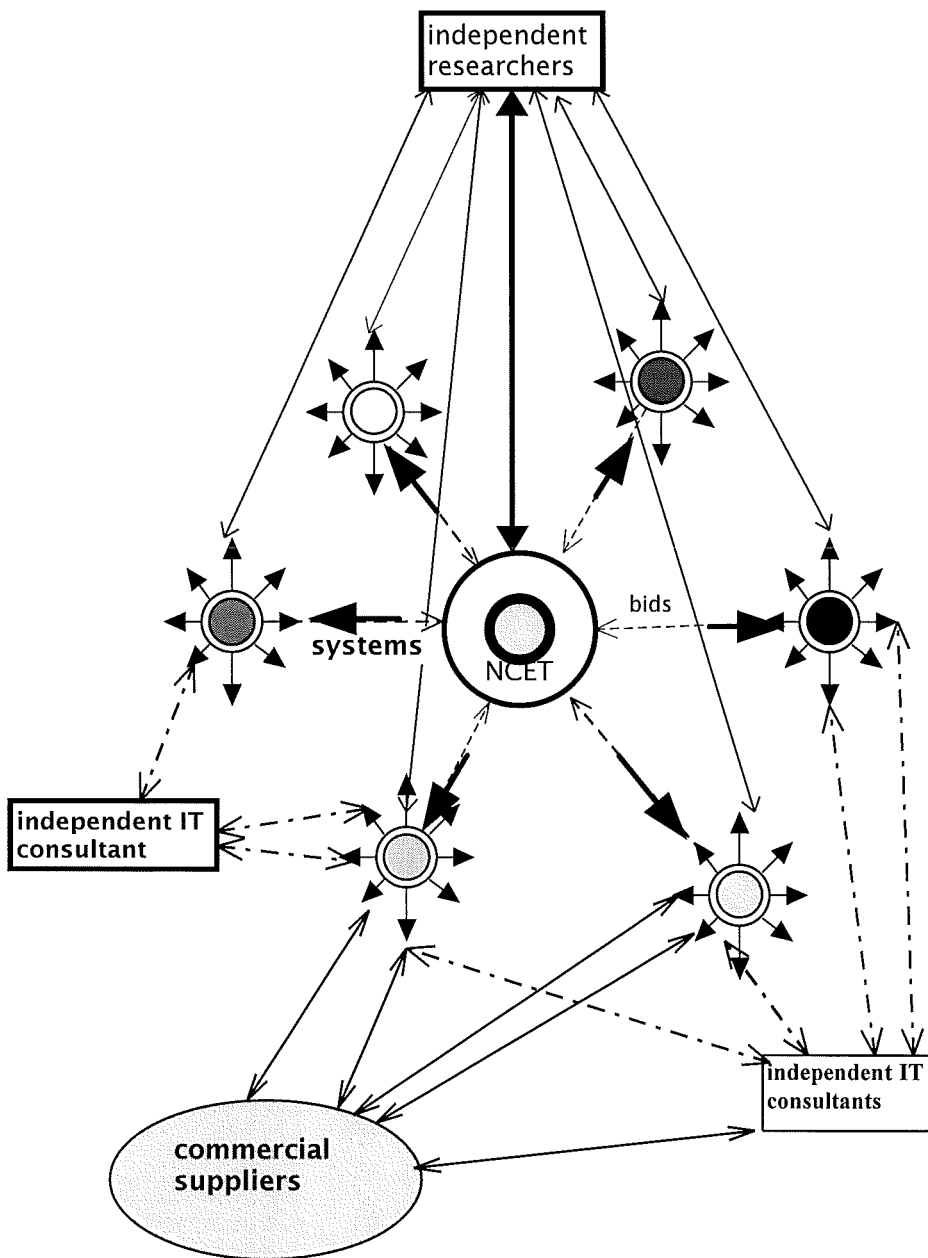 independent
researchers
bids
systems
NCET
independent IT
consultant
independent IT
consultants
commercial
suppliers